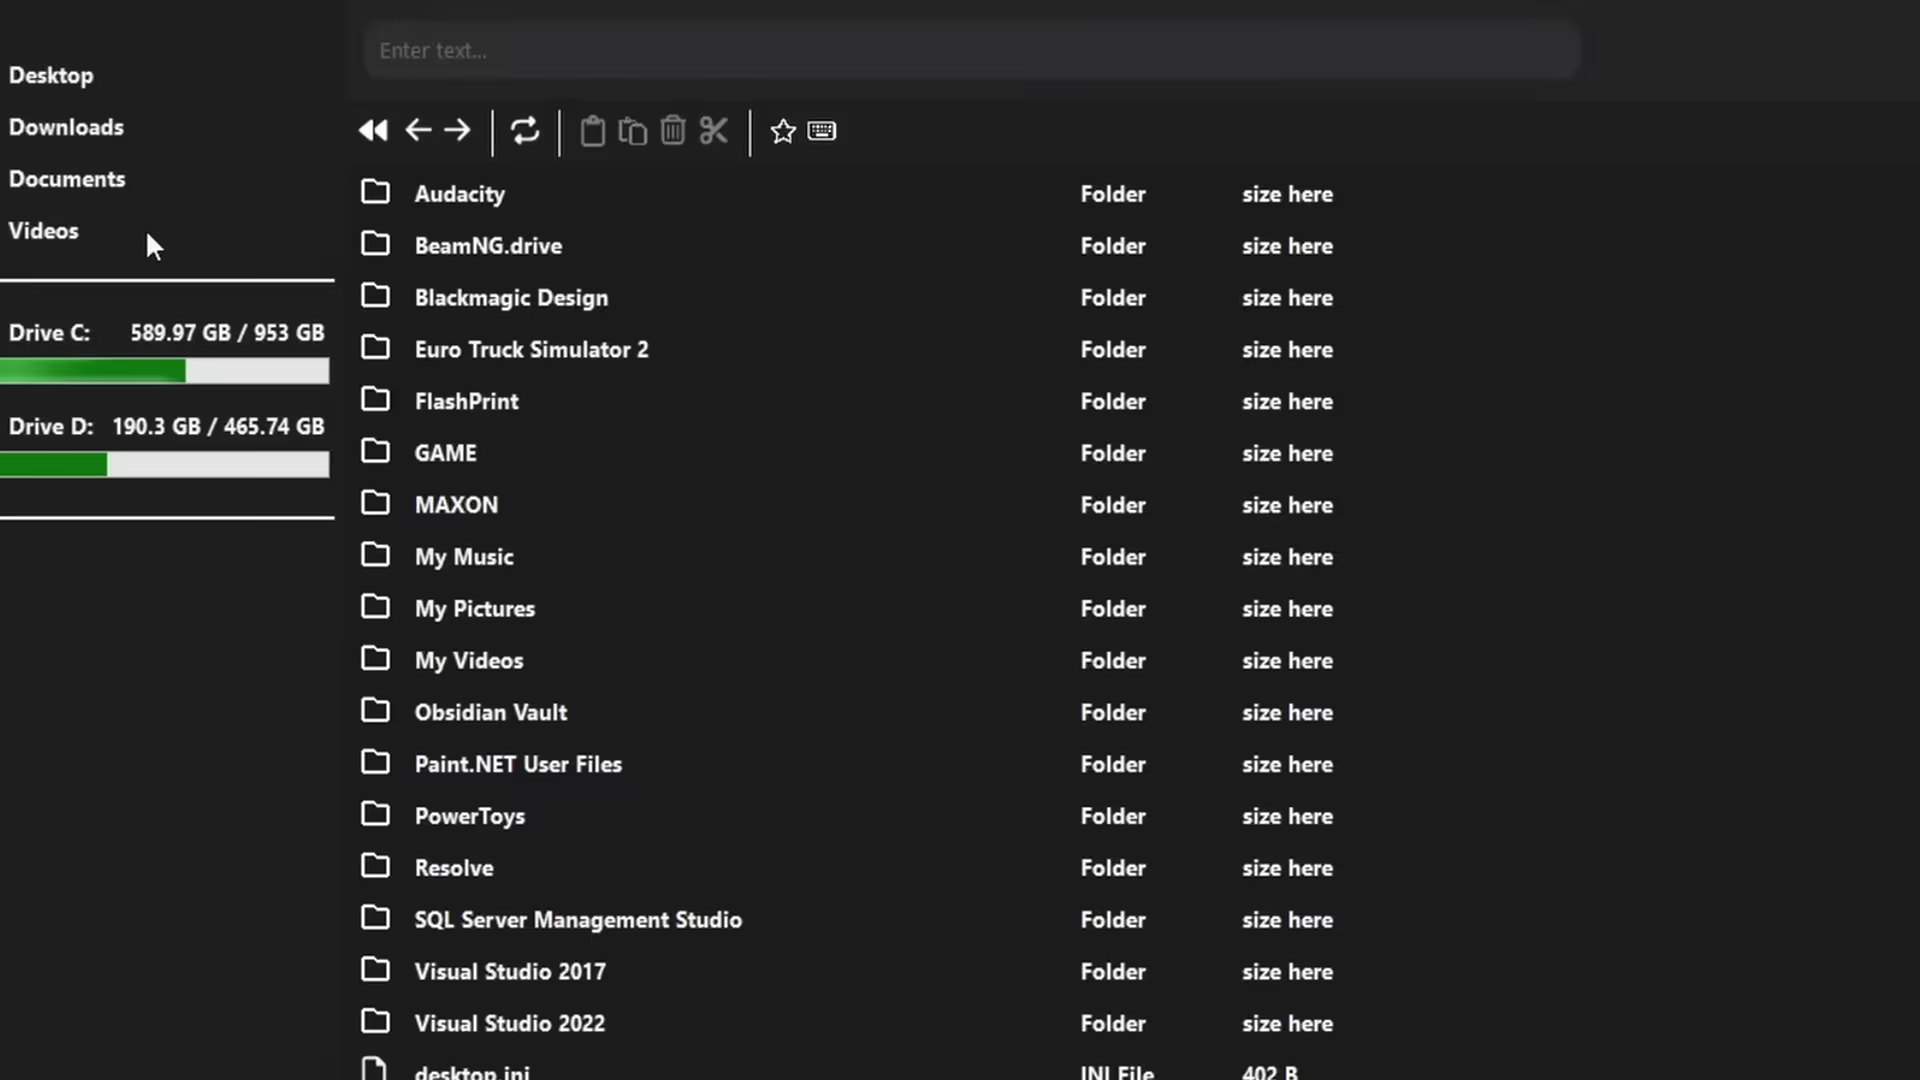 Enter text...
Desktop
Downloads
Documents
Videos
Drive C: 589.97 GB / 953 GB
Drive D: 190.3 GB / 465.74 GB
Audacity Folder size here
BeamNG.drive Folder size here
Blackmagic Design Folder size here
Euro Truck Simulator 2 Folder size here
FlashPrint Folder size here
GAME Folder size here
MAXON Folder size here
My Music Folder size here
My Pictures Folder size here
My Videos Folder size here
Obsidian Vault Folder size here
Paint.NET User Files Folder size here
PowerToys Folder size here
Resolve Folder size here
SQL Server Management Studio Folder size here
Visual Studio 2017 Folder size here
Visual Studio 2022 Folder size here
desktop.ini INI File 402 B